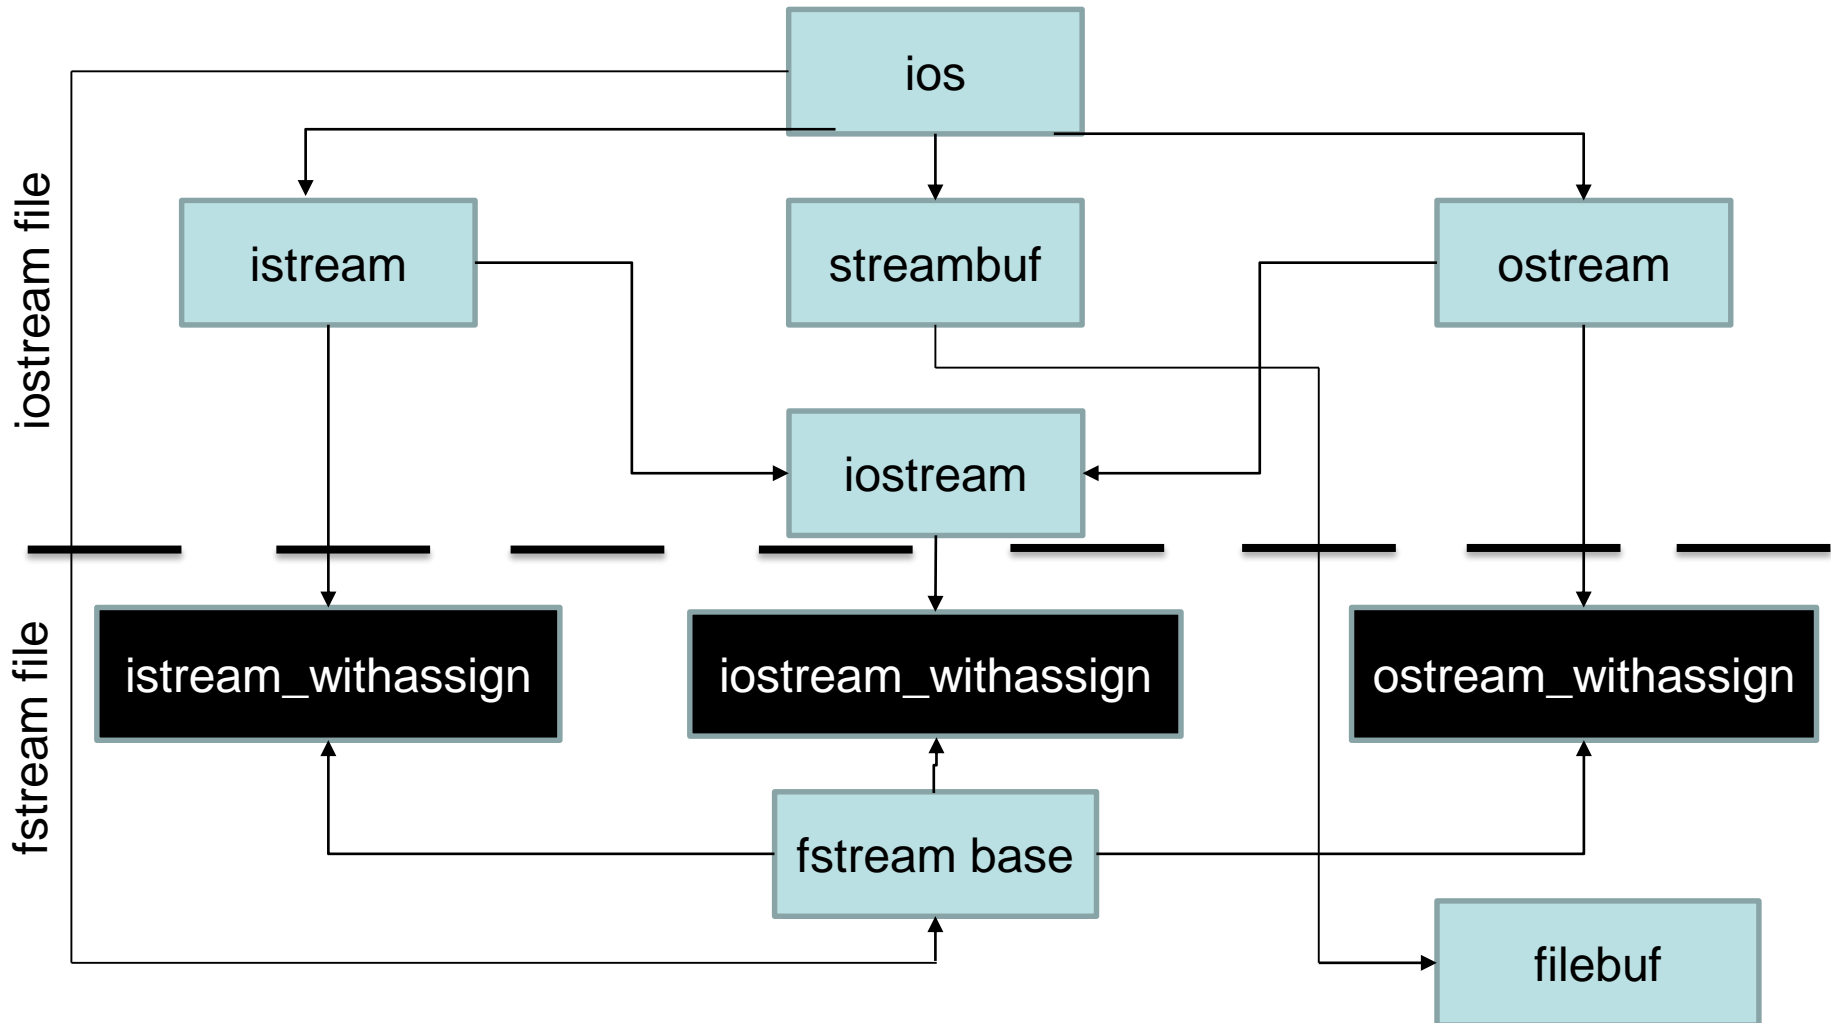 ios
iostream file
istream
streambuf
ostream
iostream
fstream file
istream_withassign
iostream_withassign
ostream_withassign
fstream base
filebuf